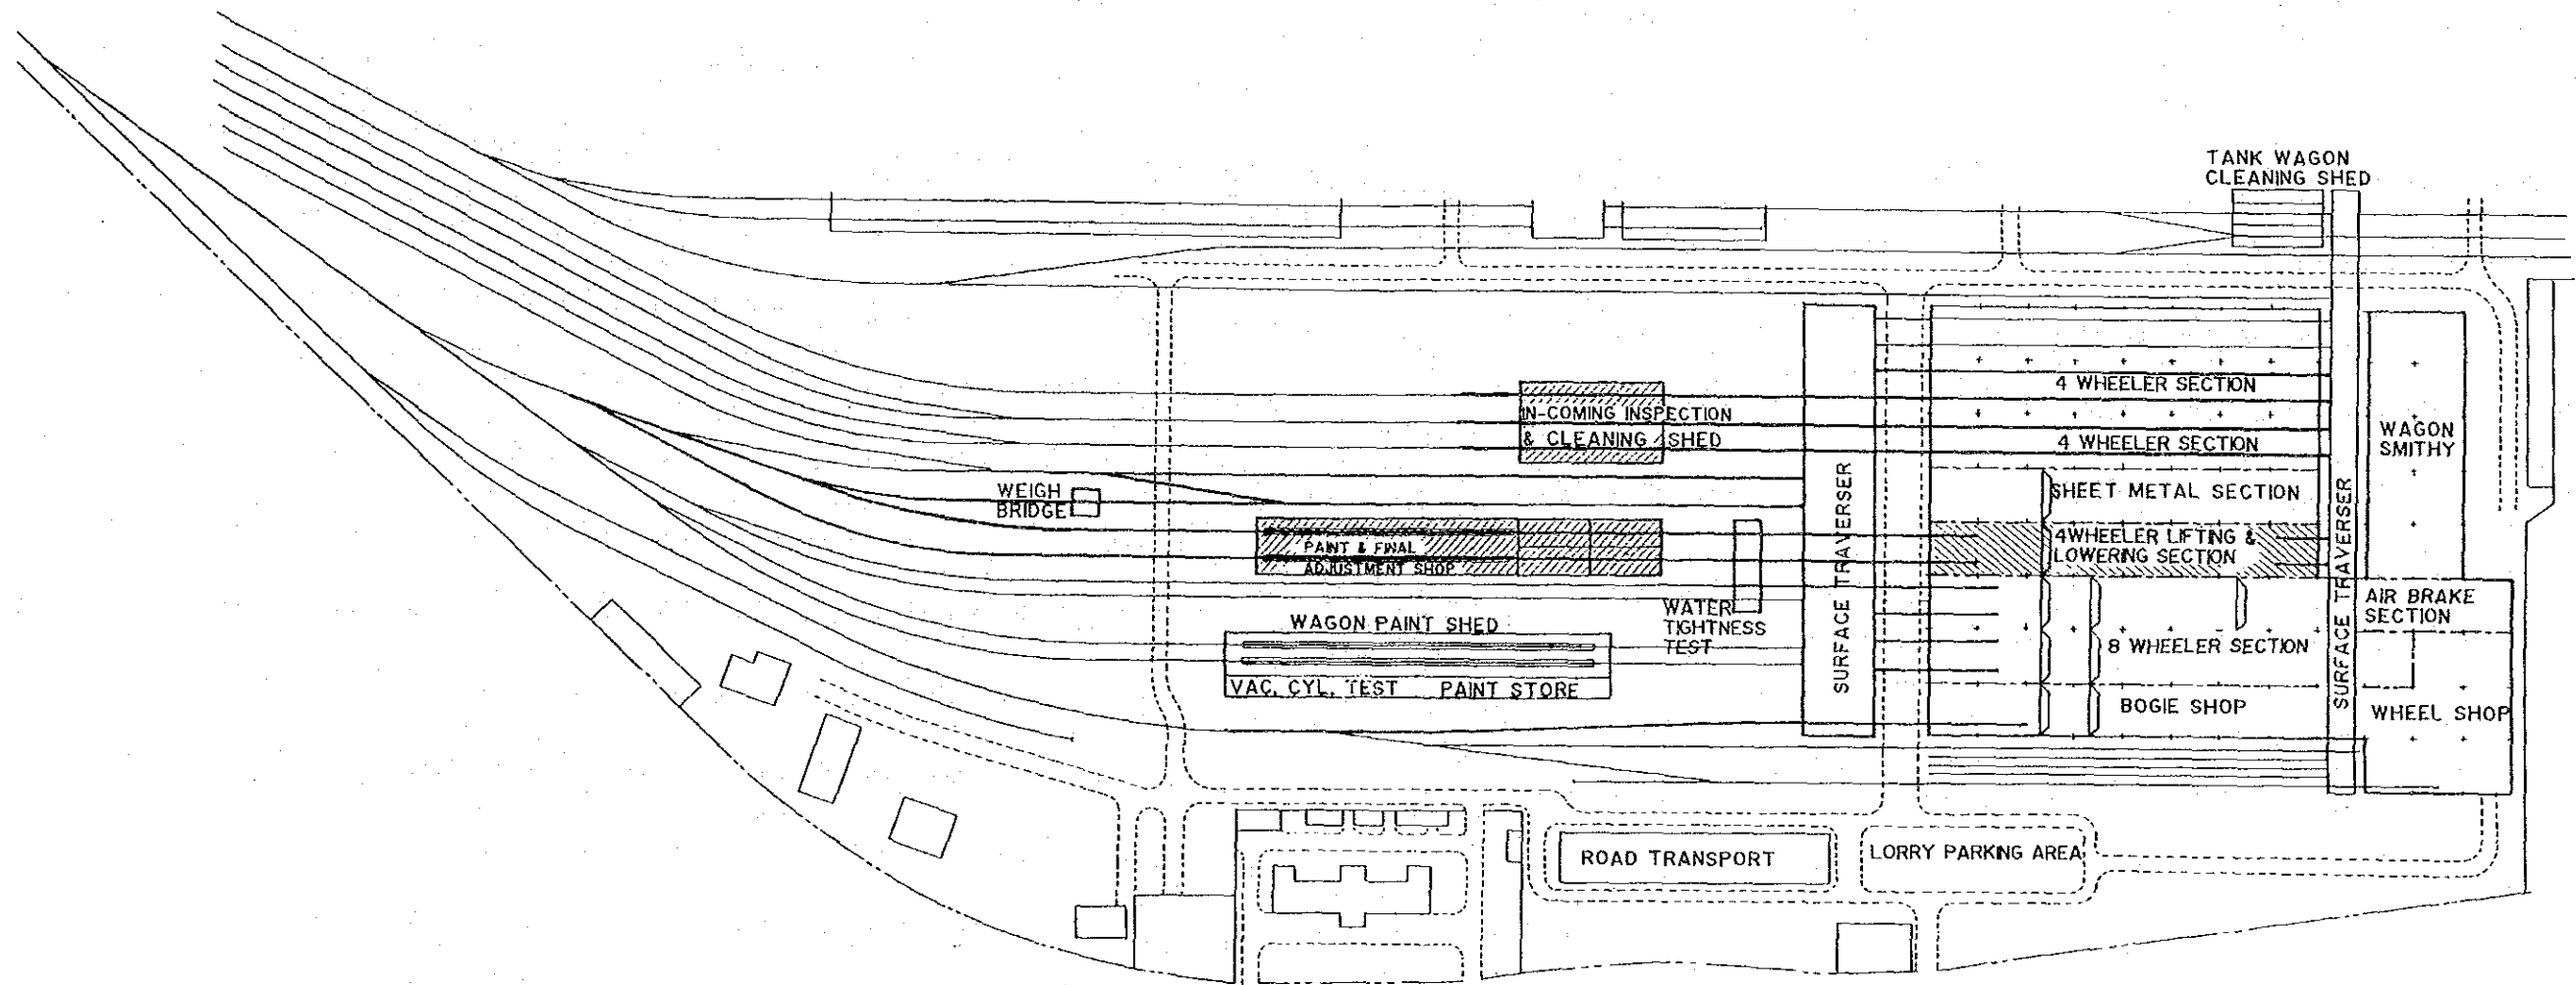 TANK WAGON
CLEANING SHED
4 WHEELER SECTION
IN-COMING INSPECTION
& CLEANING SHED
4 WHEELER SECTION
WAGON
SMITHY
WEIGH
BRIDGE
SHEET METAL SECTION
SURFACE TRAVERSER
SURFACE TRAVERSER
PAINT & FINAL
ADJUSTMENT SHOP
4WHEELER LIFTING &
LOWERING SECTION
WATER
TIGHTNESS
TEST
AIR BRAKE
SECTION
WAGON PAINT SHED
8 WHEELER SECTION
VAC. CYL. TEST
PAINT STORE
BOGIE SHOP
WHEEL SHOP
ROAD TRANSPORT
LORRY PARKING AREA